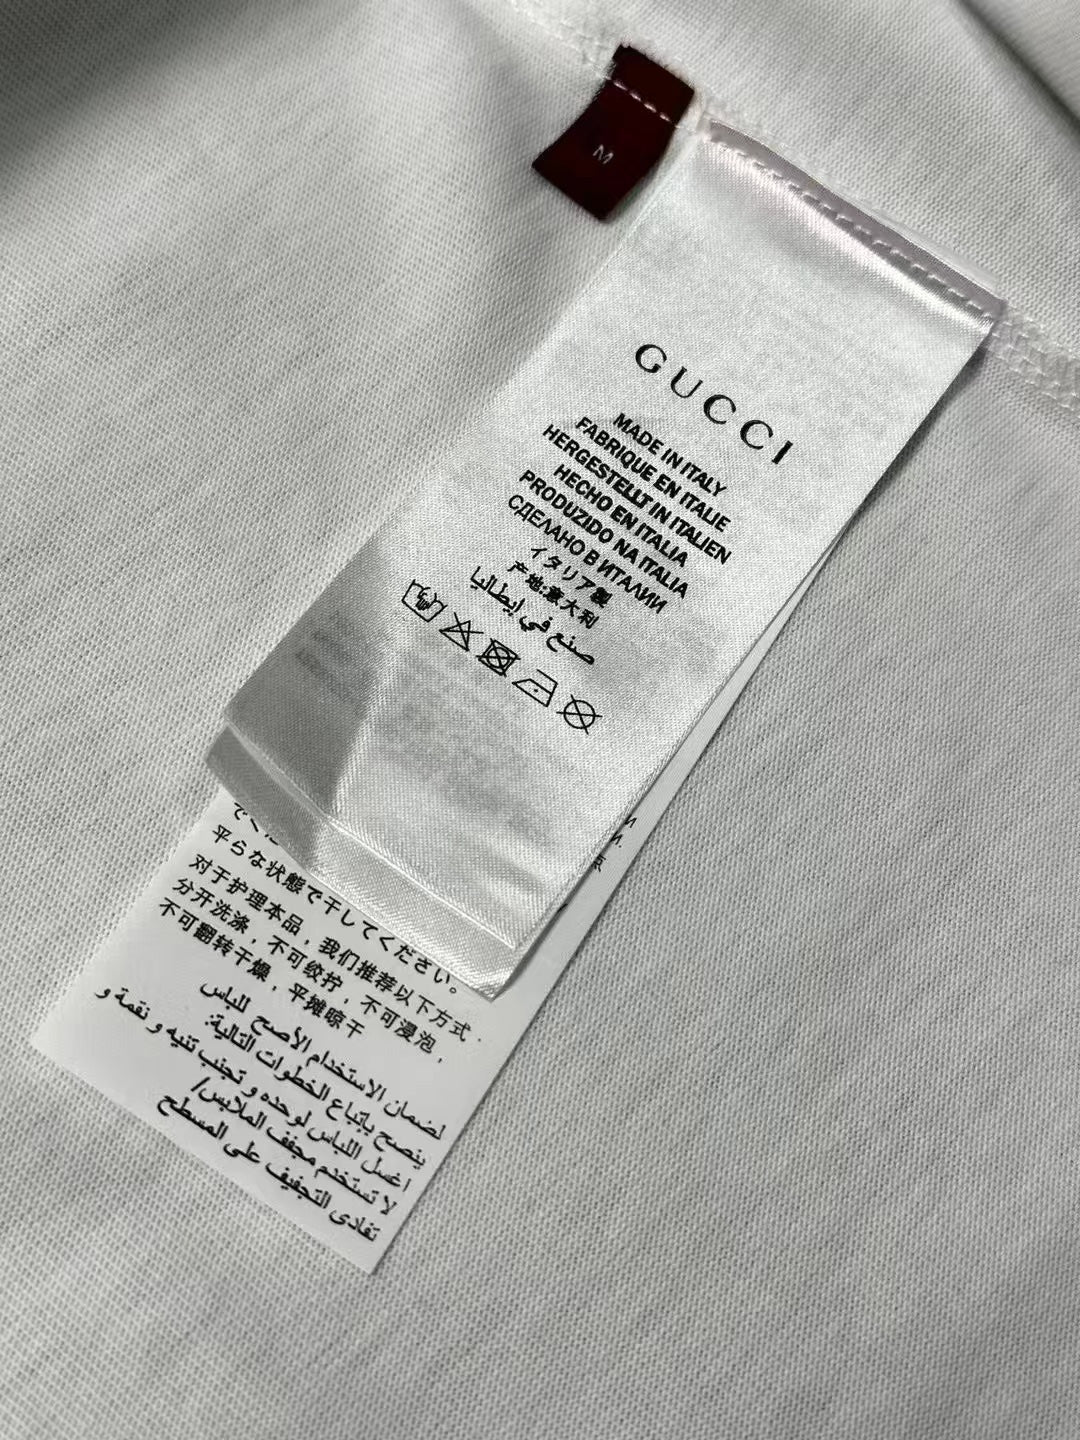 M
GUCCI
MADE IN ITALY
FABRIQUE EN ITALIE
HERGESTELLT IN ITALIEN
HECHO EN ITALIA
PRODUZIDO NA ITALIA
СДЕЛАНО В ИТАЛИИ
イタリア製
产地:意大利
صنع في إيطاليا
平らな状態で干してください。
对于护理本品，我们推荐以下方式．
分开洗涤，不可绞拧，不可浸泡，
不可翻转干燥，平摊晾干
لضمان الاستخدام الأصح للباس
ينصح بإتباع الخطوات التالية:
اغسل اللباس لوحده و تجنب تنيه و نقمة و
لا تستخدم مجفف الملابس/
تفادى التجفيف على المسطح